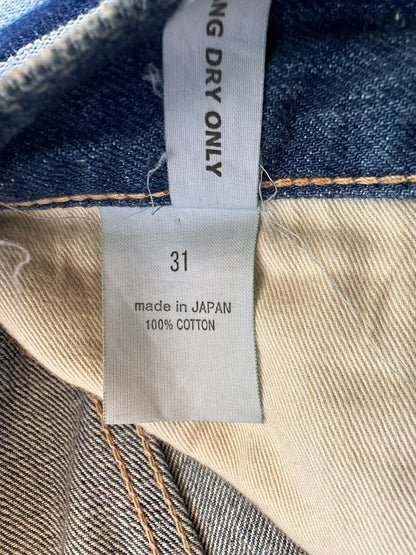 NG DRY ONLY
31
made in JAPAN
100% COTTON